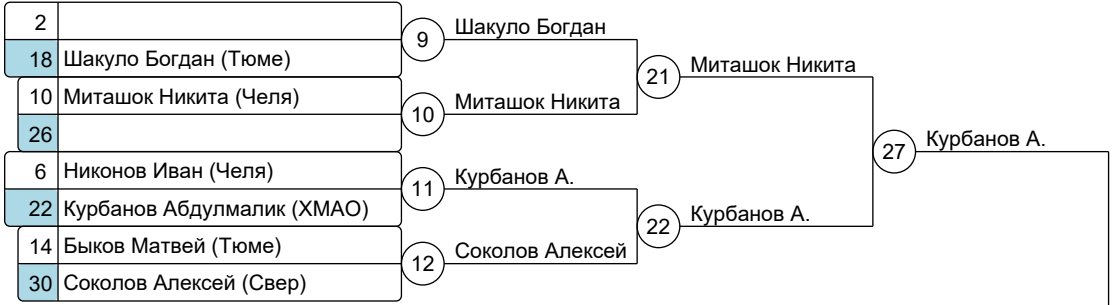 2
18 Шакуло Богдан (Тюме)
10 Миташок Никита (Челя)
26
6 Никонов Иван (Челя)
22 Курбанов Абдулмалик (ХМАО)
14 Быков Матвей (Тюме)
30 Соколов Алексей (Свер)
9 Шакуло Богдан
10 Миташок Никита
11 Курбанов А.
12 Соколов Алексей
21 Миташок Никита
22 Курбанов А.
27 Курбанов А.